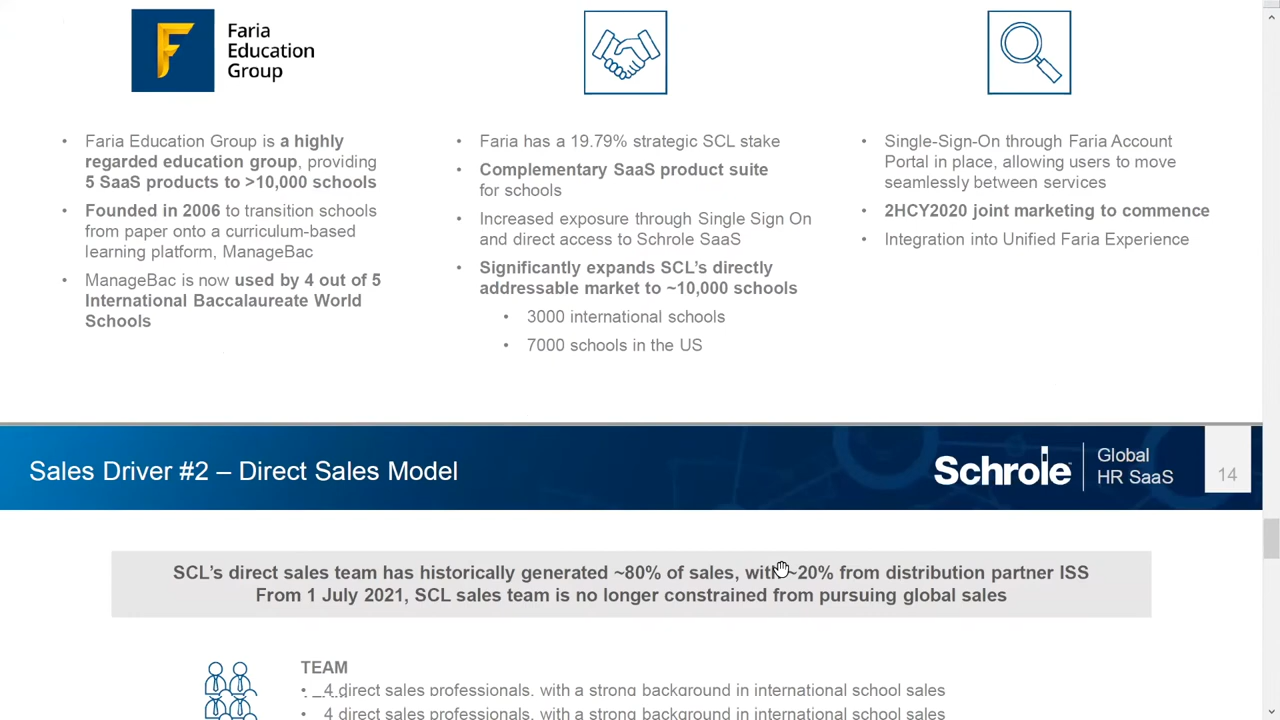 Faria
Education
Group
• Faria Education Group is a highly
regarded education group, providing
5 SaaS products to >10,000 schools
• Founded in 2006 to transition schools
from paper onto a curriculum-based
learning platform, ManageBac
• ManageBac is now used by 4 out of 5
International Baccalaureate World
Schools
• Faria has a 19.79% strategic SCL stake
• Complementary SaaS product suite
for schools
• Increased exposure through Single Sign On
and direct access to Schrole SaaS
• Significantly expands SCL's directly
addressable market to ~10,000 schools
• 3000 international schools
• 7000 schools in the US
• Single-Sign-On through Faria Account
Portal in place, allowing users to move
seamlessly between services
• 2HCY2020 joint marketing to commence
• Integration into Unified Faria Experience
Sales Driver #2 – Direct Sales Model
Schrole
Global
HR SaaS
14
SCL's direct sales team has historically generated ~80% of sales, with ~20% from distribution partner ISS
From 1 July 2021, SCL sales team is no longer constrained from pursuing global sales
TEAM
• 4 direct sales professionals, with a strong background in international school sales
• 4 direct sales professionals, with a strong background in international school sales